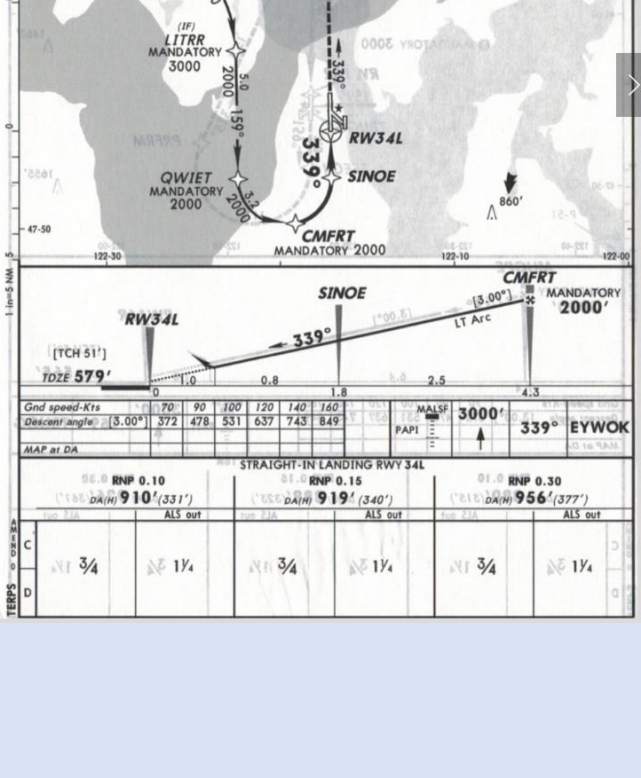 (IF)
LITRR
MANDATORY
3000
5.0
2000
159°
339°
339°
RW34L
SINOE
QWIET
MANDATORY
2000
3.2
2000
CMFRT
MANDATORY 2000
860'
0
47-50
5
122-30
122-10
122-00
1 in=5 NM
CMFRT
MANDATORY
2000'
[3.00°]
LT Arc
SINOE
339°
RW34L
[TCH 51']
TDZE 579'
1.0
0.8
2.5
0
1.8
4.3
Gnd speed-Kts 70 90 100 120 140 160
Descent angle [3.00°] 372 478 531 637 743 849
MAP at DA
MALSF
PAPI
3000'
339° EYWOK
STRAIGHT-IN LANDING RWY 34L
RNP 0.10 RNP 0.15 RNP 0.30
DA(H) 910'(331') DA(H) 919'(340') DA(H) 956'(377')
ALS out ALS out ALS out
C
D
3/4 1 1/4 3/4 1 1/4 3/4 1 1/4
TERPS AMEND 0